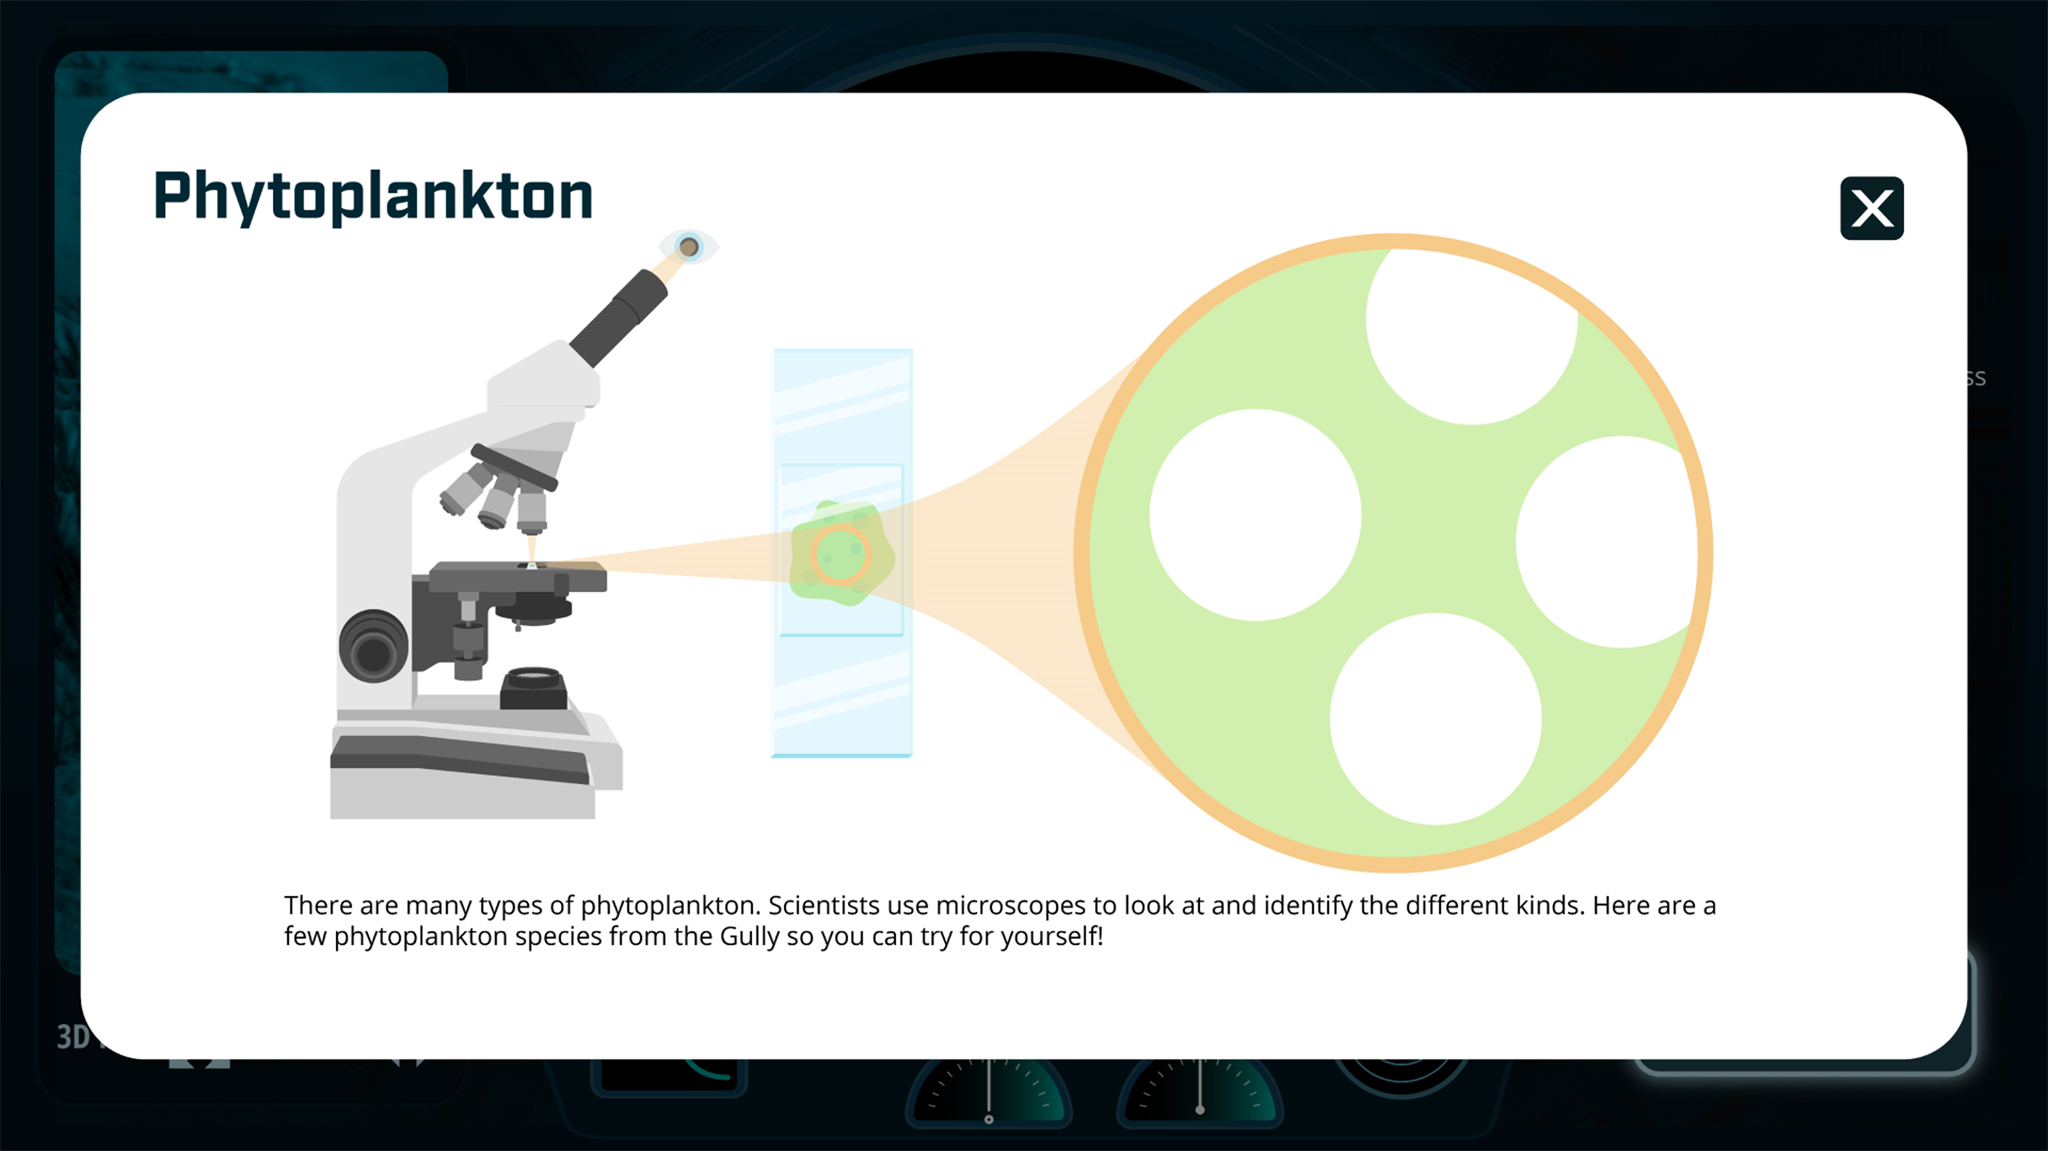 Phytoplankton
X
There are many types of phytoplankton. Scientists use microscopes to look at and identify the different kinds. Here are a
few phytoplankton species from the Gully so you can try for yourself!
3D